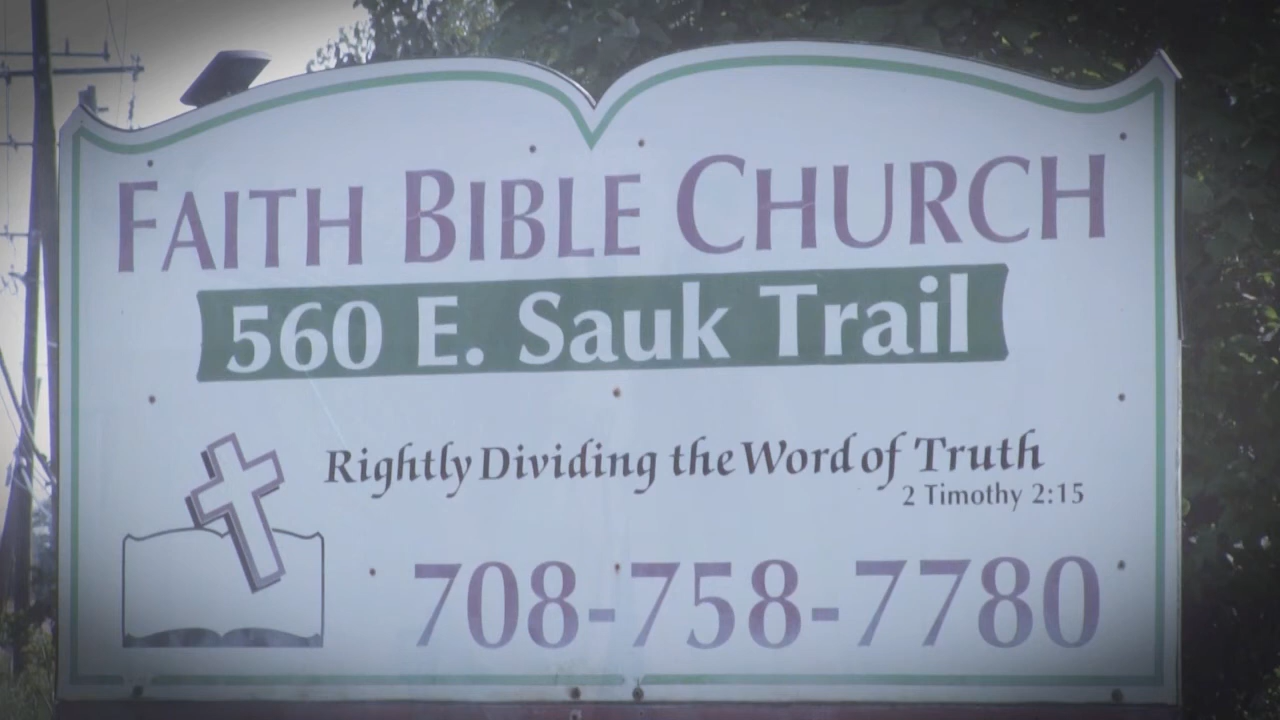 FAITH BIBLE CHURCH
560 E. Sauk Trail
Rightly Dividing the Word of Truth
2 Timothy 2:15
708-758-7780